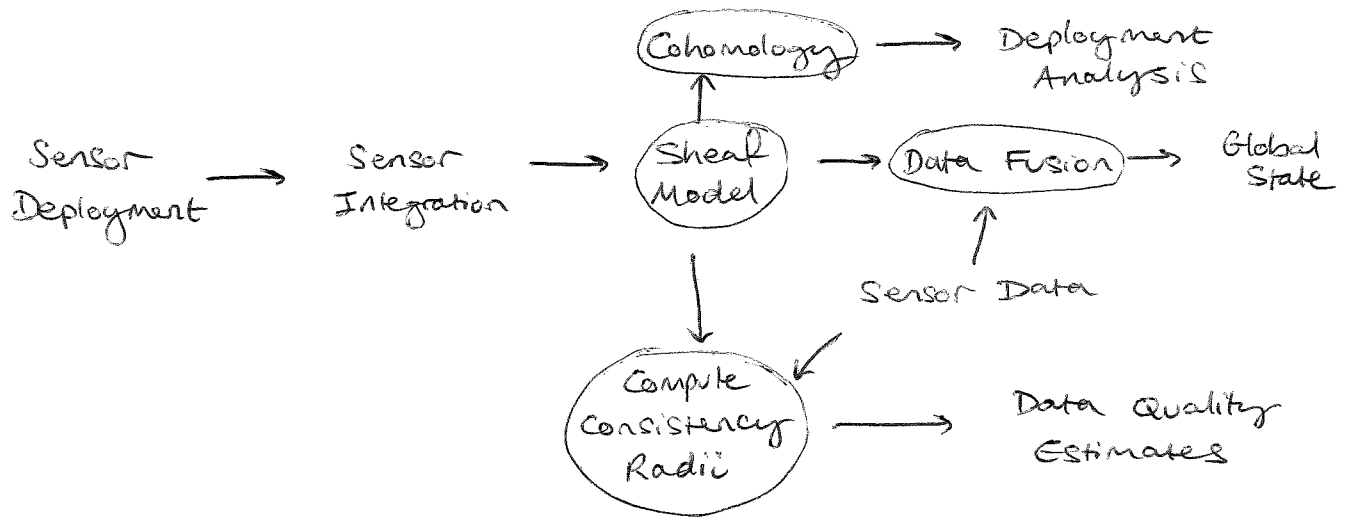 Cohomology
Deployment
Analysis
Sensor
Deployment
Sensor
Integration
Sheaf
Model
Data Fusion
Global
State
Sensor Data
Compute
Consistency
Radii
Data Quality
Estimates